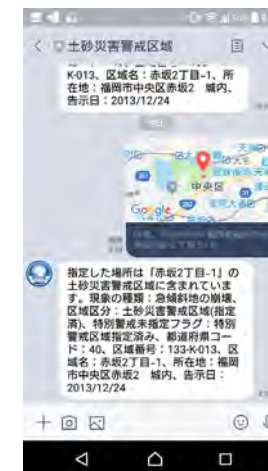 土砂災害警戒区域
K-013、区域名：赤坂2丁目-1、所
在地：福岡市中央区赤坂2　城内、
告示日：2013/12/24
中央区
Google
指定した場所は「赤坂2丁目-1」の
土砂災害警戒区域に含まれていま
す。現象の種類：急傾斜地の崩壊、
区域区分：土砂災害警戒区域(指定
済)、特別警戒未指定フラグ：特別
警戒区域指定済み、都道府県コー
ド：40、区域番号：133-K-013、区
域名：赤坂2丁目-1、所在地：福岡
市中央区赤坂2　城内、告示日：
2013/12/24